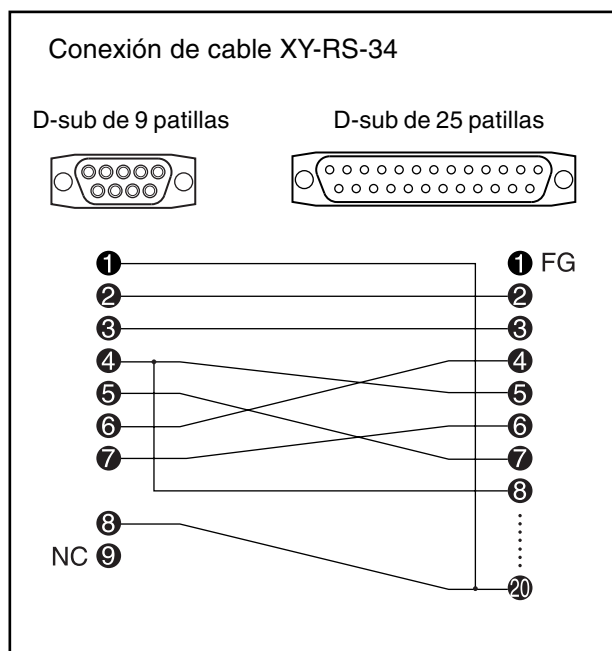 Conexión de cable XY-RS-34
D-sub de 9 patillas D-sub de 25 patillas
1 1 FG
2 2
3 3
4 4
5 5
6 6
7 7
8
8
NC 9
20